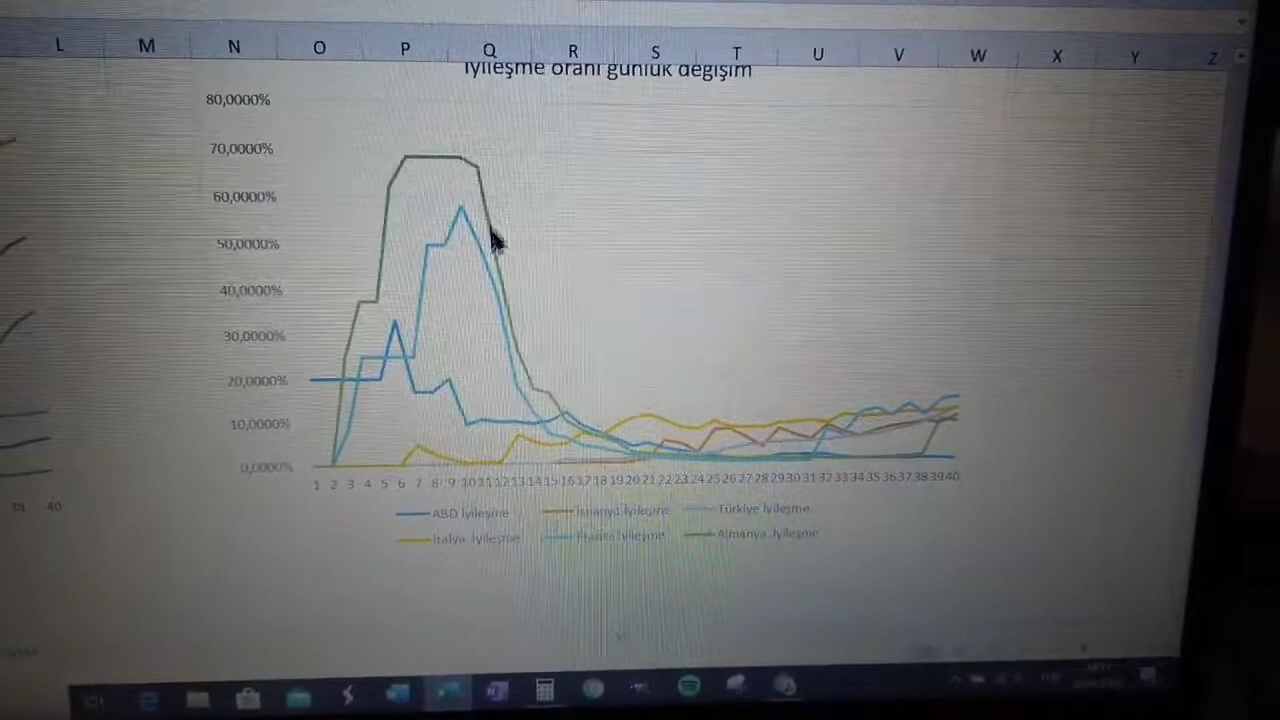 L M N O P Q R S T U V W X Y Z
İyileşme oranı günlük değişim
80,0000%
70,0000%
60,0000%
50,0000%
40,0000%
30,0000%
20,0000%
10,0000%
0,0000%
1 2 3 4 5 6 7 8 9 10 11 12 13 14 15 16 17 18 19 20 21 22 23 24 25 26 27 28 29 30 31 32 33 34 35 36 37 38 39 40
38 40
ABD İyileşme İspanya İyileşme Türkiye İyileşme
İtalya İyileşme Fransa İyileşme Almanya İyileşme